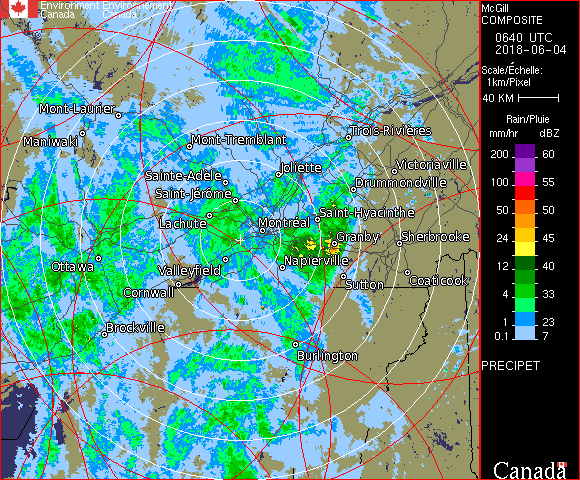 Environment Environnement
Canada Canada
McGill
COMPOSITE
0640 UTC
2018-06-04
Scale/Échelle:
1km/Pixel
40 KM
Rain/Pluie
mm/hr dBZ
200 60
100 55
50 50
24 45
12 40
4 33
1 23
0.1 7
PRECIPET
Canada
Mont-Laurier
Maniwaki
Mont-Tremblant
Trois-Rivières
Sainte-Adèle
Joliette
Victoriaville
Saint-Jérôme
Drummondville
Lachute
Montréal
Saint-Hyacinthe
Granby
Sherbrooke
Ottawa
Valleyfield
Napierville
Cornwall
Sutton
Coaticook
Brockville
Burlington